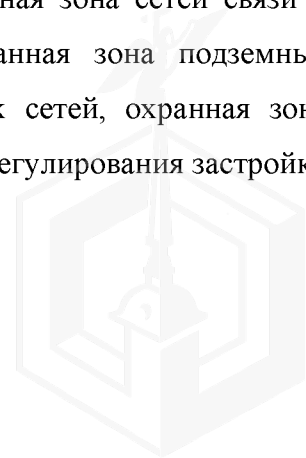 ная зона сетей связи
анная зона подземны
х сетей, охранная зон
егулирования застройк